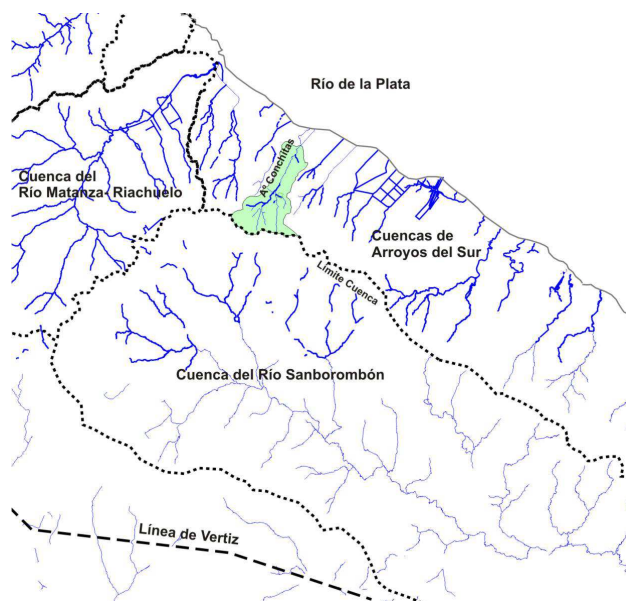 Río de la Plata
Aº Conchitas
Cuenca del
Río Matanza- Riachuelo
Cuencas de
Arroyos del Sur
Límite Cuenca
Cuenca del Río Sanborombón
Línea de Vertiz